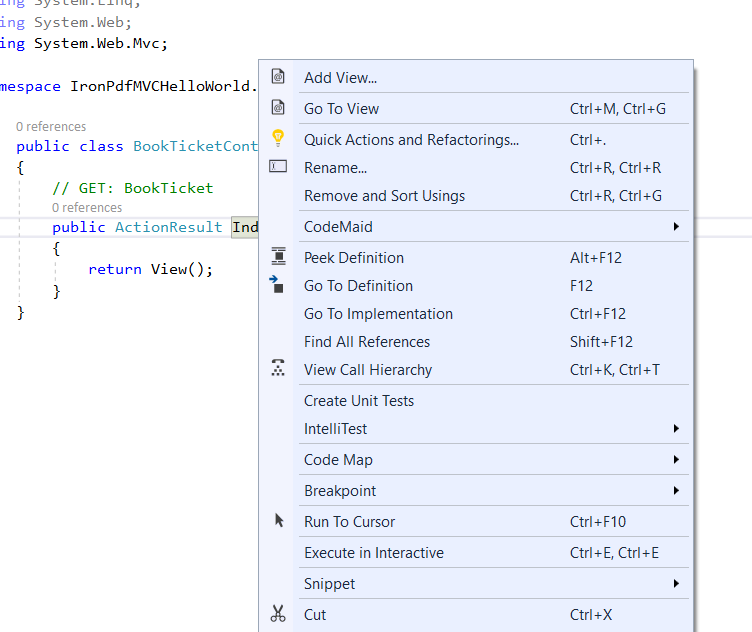 ing System.Linq;
ing System.Web;
ing System.Web.Mvc;
mespace IronPdfMVCHelloWorld.
0 references
public class BookTicketCont
{
// GET: BookTicket
0 references
public ActionResult Ind
{
return View();
}
}
Add View...
Go To View Ctrl+M, Ctrl+G
Quick Actions and Refactorings... Ctrl+.
Rename... Ctrl+R, Ctrl+R
Remove and Sort Usings Ctrl+R, Ctrl+G
CodeMaid
Peek Definition Alt+F12
Go To Definition F12
Go To Implementation Ctrl+F12
Find All References Shift+F12
View Call Hierarchy Ctrl+K, Ctrl+T
Create Unit Tests
IntelliTest
Code Map
Breakpoint
Run To Cursor Ctrl+F10
Execute in Interactive Ctrl+E, Ctrl+E
Snippet
Cut Ctrl+X